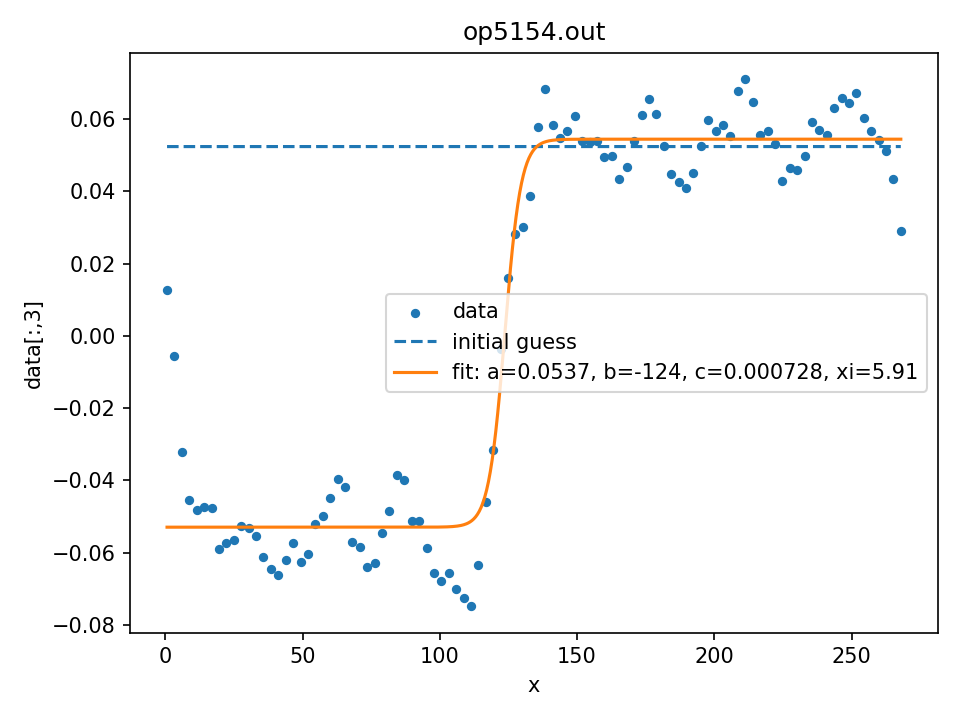 op5154.out
data[:,3]
0.06
0.04
0.02
0.00
−0.02
−0.04
−0.06
−0.08
data
initial guess
fit: a=0.0537, b=-124, c=0.000728, xi=5.91
0 50 100 150 200 250
x